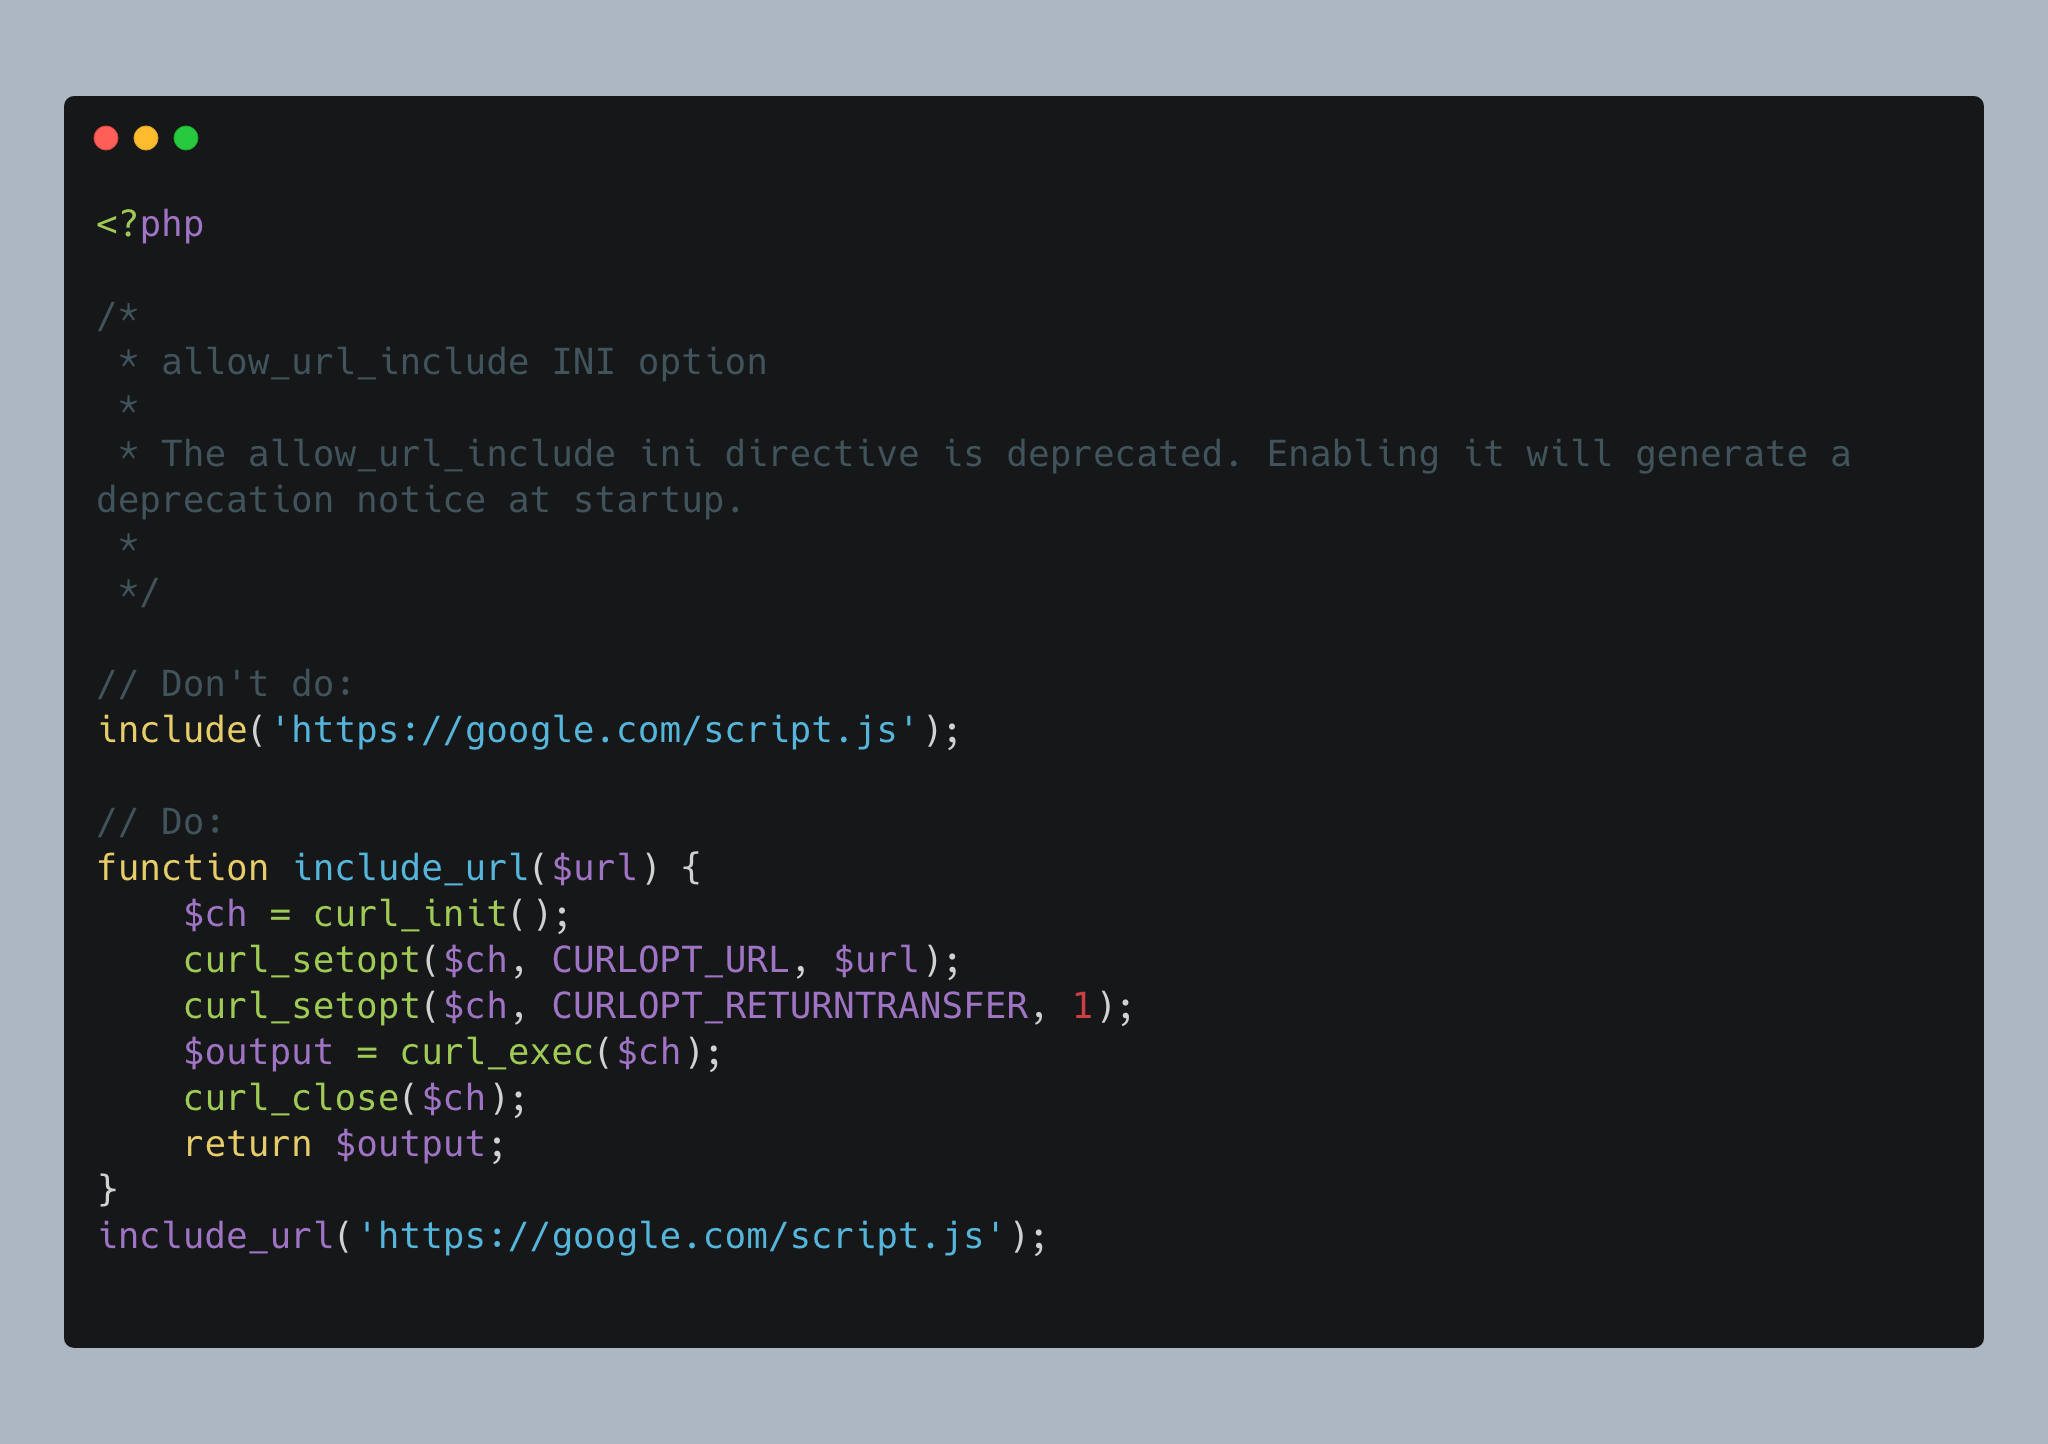 <?php

/*
 * allow_url_include INI option
 *
 * The allow_url_include ini directive is deprecated. Enabling it will generate a
deprecation notice at startup.
 *
 */

// Don't do:
include('https://google.com/script.js');

// Do:
function include_url($url) {
    $ch = curl_init();
    curl_setopt($ch, CURLOPT_URL, $url);
    curl_setopt($ch, CURLOPT_RETURNTRANSFER, 1);
    $output = curl_exec($ch);
    curl_close($ch);
    return $output;
}
include_url('https://google.com/script.js');